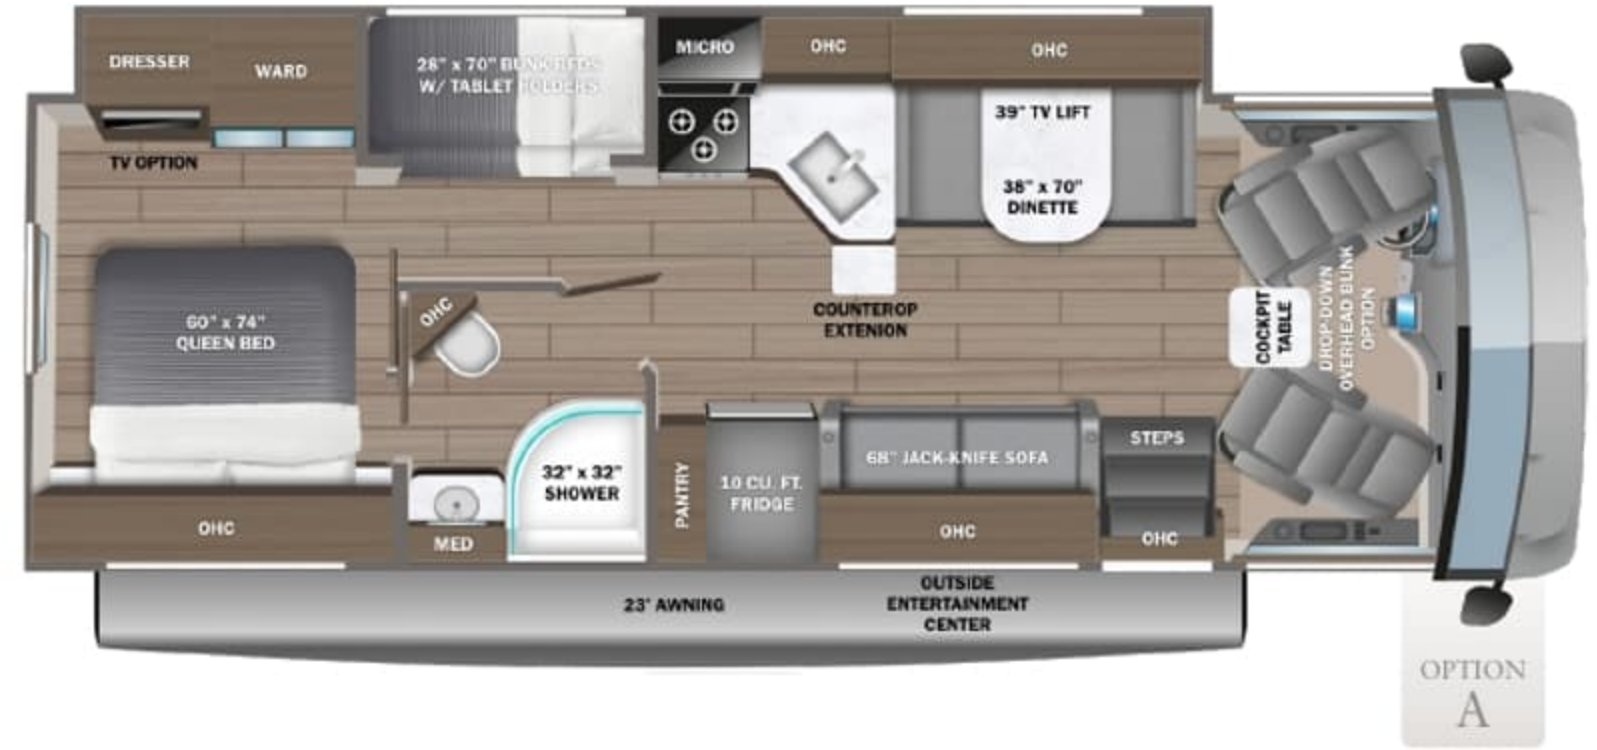 DRESSER
WARD
TV OPTION
28" x 70" BUNK BEDS
W/ TABLET HOLDERS
MICRO
OHC
OHC
39" TV LIFT
38" x 70"
DINETTE
60" x 74"
QUEEN BED
OHC
COUNTEROP
EXTENION
COCKPIT
TABLE
DROP-DOWN
OVERHEAD BUNK
OPTION
OHC
MED
32" x 32"
SHOWER
PANTRY
10 CU. FT.
FRIDGE
68" JACK-KNIFE SOFA
OHC
STEPS
OHC
23' AWNING
OUTSIDE
ENTERTAINMENT
CENTER
OPTION
A